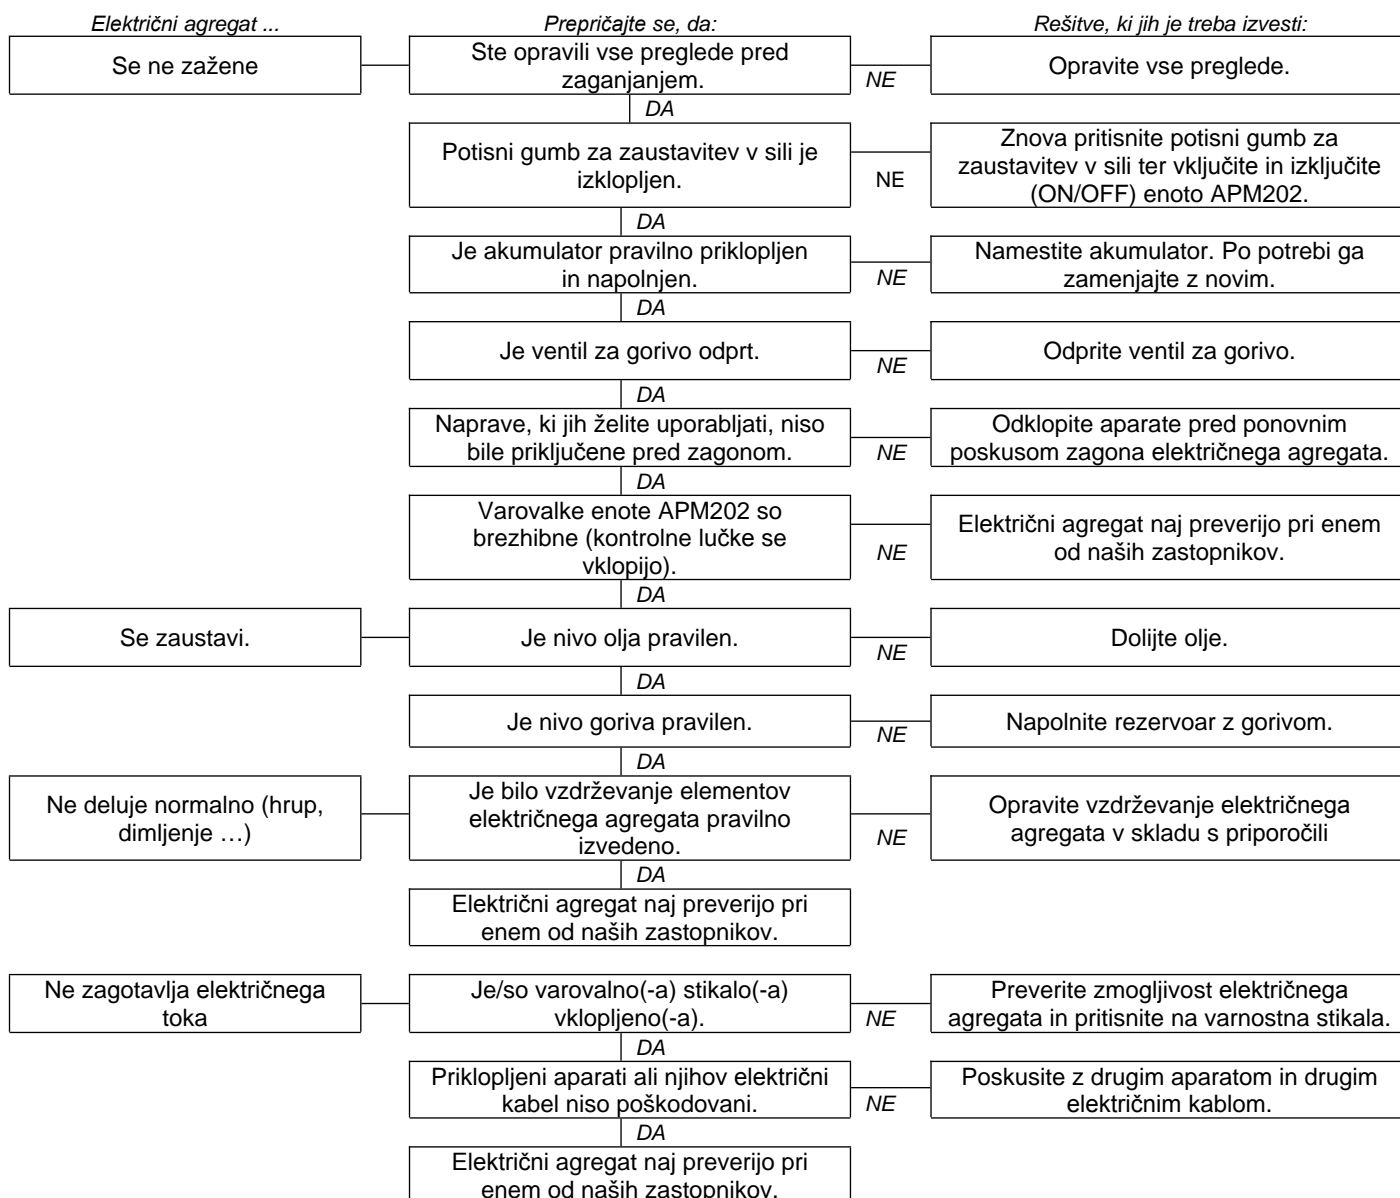 Električni agregat ...
Prepričajte se, da:
Rešitve, ki jih je treba izvesti:
Se ne zažene
Ste opravili vse preglede pred
zaganjanjem.
NE
Opravite vse preglede.
DA
Potisni gumb za zaustavitev v sili je
izklopljen.
NE
Znova pritisnite potisni gumb za
zaustavitev v sili ter vključite in izključite
(ON/OFF) enoto APM202.
DA
Je akumulator pravilno priklopljen
in napolnjen.
NE
Namestite akumulator. Po potrebi ga
zamenjajte z novim.
DA
Je ventil za gorivo odprt.
NE
Odprite ventil za gorivo.
DA
Naprave, ki jih želite uporabljati, niso
bile priključene pred zagonom.
NE
Odklopite aparate pred ponovnim
poskusom zagona električnega agregata.
DA
Varovalke enote APM202 so
brezhibne (kontrolne lučke se
vklopijo).
NE
Električni agregat naj preverijo pri enem
od naših zastopnikov.
DA
Se zaustavi.
Je nivo olja pravilen.
NE
Dolijte olje.
DA
Je nivo goriva pravilen.
NE
Napolnite rezervoar z gorivom.
DA
Ne deluje normalno (hrup,
dimljenje …)
Je bilo vzdrževanje elementov
električnega agregata pravilno
izvedeno.
NE
Opravite vzdrževanje električnega
agregata v skladu s priporočili
DA
Električni agregat naj preverijo pri
enem od naših zastopnikov.
Ne zagotavlja električnega
toka
Je/so varovalno(-a) stikalo(-a)
vklopljeno(-a).
NE
Preverite zmogljivost električnega
agregata in pritisnite na varnostna stikala.
DA
Priklopljeni aparati ali njihov električni
kabel niso poškodovani.
NE
Poskusite z drugim aparatom in drugim
električnim kablom.
DA
Električni agregat naj preverijo pri
enem od naših zastopnikov.